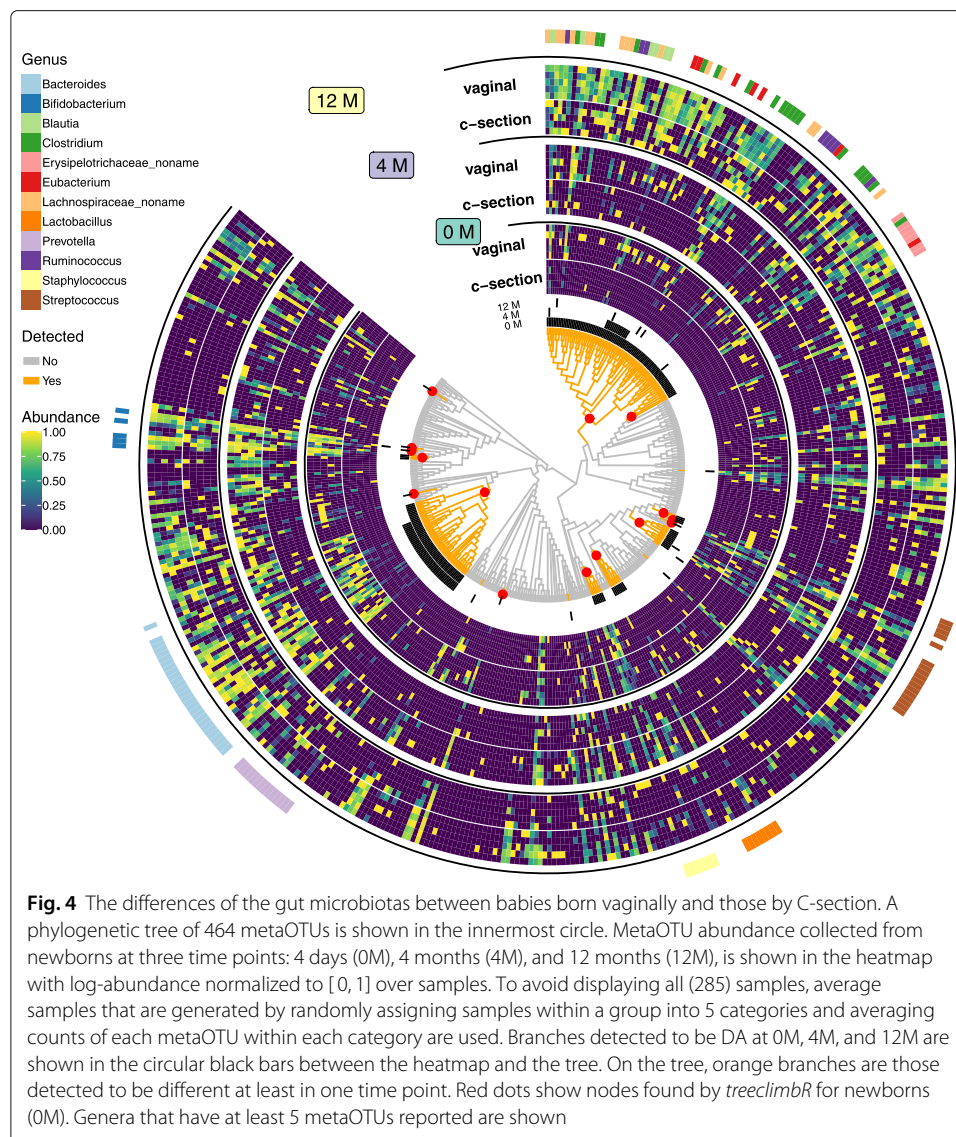 Genus
Bacteroides
Bifidobacterium
Blautia
Clostridium
Erysipelotrichaceae_noname
Eubacterium
Lachnospiraceae_noname
Lactobacillus
Prevotella
Ruminococcus
Staphylococcus
Streptococcus
Detected
No
Yes
Abundance
1.00
0.75
0.50
0.25
0.00
12 M
vaginal
c-section
4 M
vaginal
c-section
0 M
vaginal
c-section
12 M
4 M
0 M
Fig. 4 The differences of the gut microbiotas between babies born vaginally and those by C-section. A
phylogenetic tree of 464 metaOTUs is shown in the innermost circle. MetaOTU abundance collected from
newborns at three time points: 4 days (0M), 4 months (4M), and 12 months (12M), is shown in the heatmap
with log-abundance normalized to [ 0, 1] over samples. To avoid displaying all (285) samples, average
samples that are generated by randomly assigning samples within a group into 5 categories and averaging
counts of each metaOTU within each category are used. Branches detected to be DA at 0M, 4M, and 12M are
shown in the circular black bars between the heatmap and the tree. On the tree, orange branches are those
detected to be different at least in one time point. Red dots show nodes found by treeclimbR for newborns
(0M). Genera that have at least 5 metaOTUs reported are shown